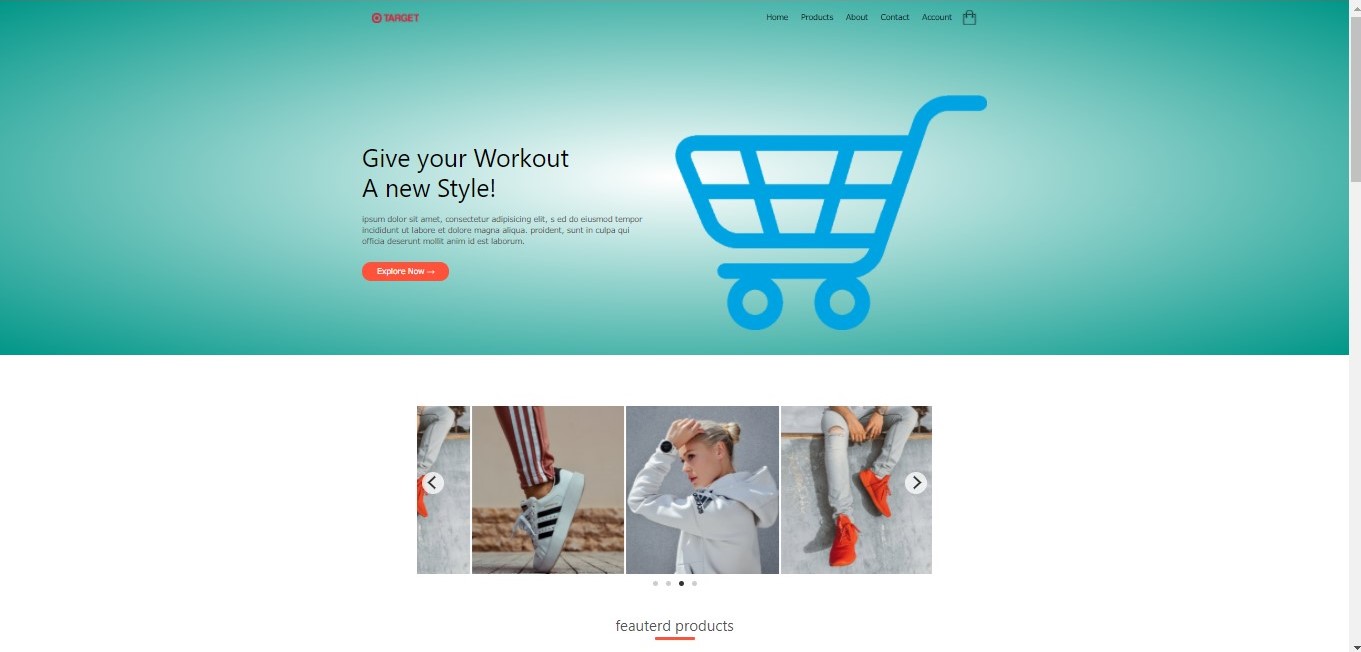 TARGET
Home Products About Contact Account
Give your Workout
A new Style!
ipsum dolor sit amet, consectetur adipisicing elit, s ed do eiusmod tempor
incididunt ut labore et dolore magna aliqua. proident, sunt in culpa qui
officia deserunt mollit anim id est laborum.
Explore Now →
feauterd products